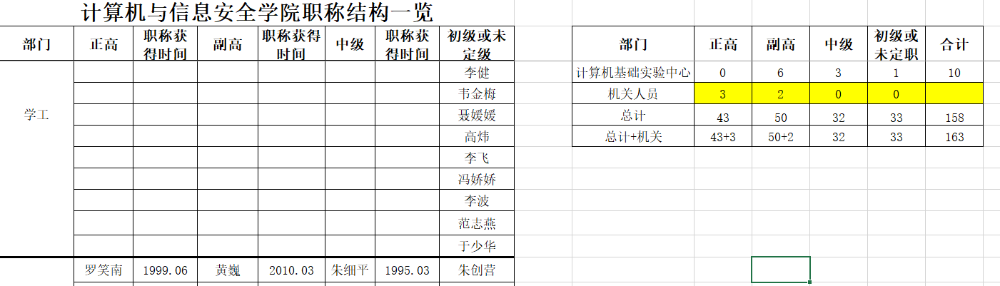 计算机与信息安全学院职称结构一览
部门 正高 职称获得时间 副高 职称获得时间 中级 职称获得时间 初级或未定级
学工
李健
韦金梅
聂媛媛
高炜
李飞
冯娇娇
李波
范志燕
于少华
罗笑南 1999.06 黄巍 2010.03 朱细平 1995.03 朱创营
部门 正高 副高 中级 初级或未定职 合计
计算机基础实验中心 0 6 3 1 10
机关人员 3 2 0 0
总计 43 50 32 33 158
总计+机关 43+3 50+2 32 33 163